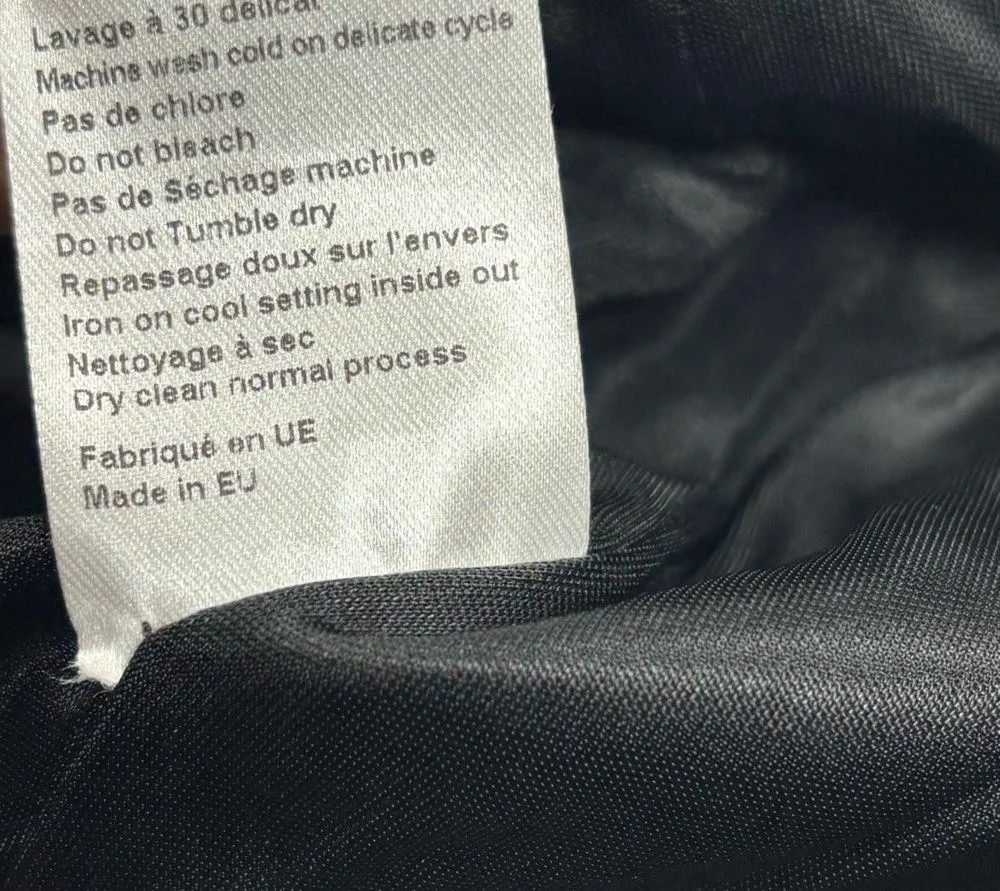 Lavage à 30 délicat
Machine wash cold on delicate cycle
Pas de chlore
Do not bleach
Pas de Séchage machine
Do not Tumble dry
Repassage doux sur l'envers
Iron on cool setting inside out
Nettoyage à sec
Dry clean normal process
Fabriqué en UE
Made in EU